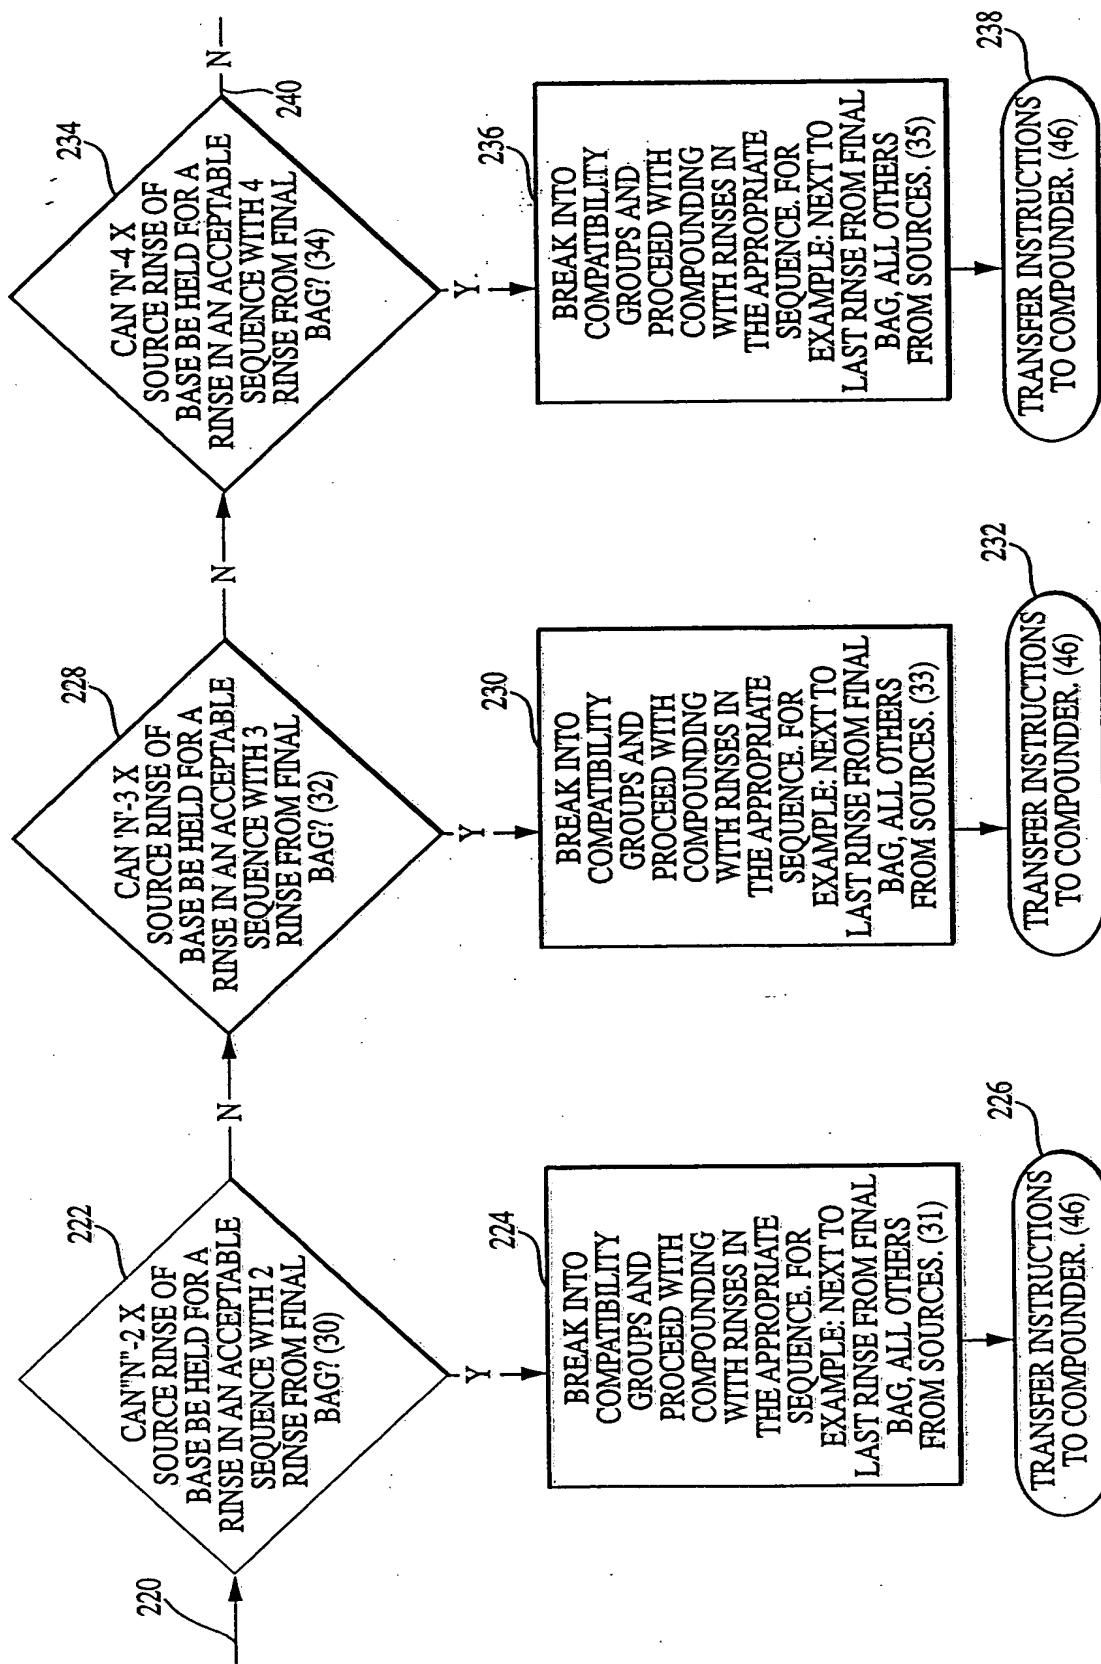 220
222
CAN"N"-2 X
SOURCE RINSE OF
BASE BE HELD FOR A
RINSE IN AN ACCEPTABLE
SEQUENCE WITH 2
RINSE FROM FINAL
BAG? (30)
N
Y
224
BREAK INTO
COMPATIBILITY
GROUPS AND
PROCEED WITH
COMPOUNDING
WITH RINSES IN
THE APPROPRIATE
SEQUENCE. FOR
EXAMPLE: NEXT TO
LAST RINSE FROM FINAL
BAG, ALL OTHERS
FROM SOURCES. (31)
226
TRANSFER INSTRUCTIONS
TO COMPOUNDER. (46)
228
CAN 'N'-3 X
SOURCE RINSE OF
BASE BE HELD FOR A
RINSE IN AN ACCEPTABLE
SEQUENCE WITH 3
RINSE FROM FINAL
BAG? (32)
N
Y
230
BREAK INTO
COMPATIBILITY
GROUPS AND
PROCEED WITH
COMPOUNDING
WITH RINSES IN
THE APPROPRIATE
SEQUENCE. FOR
EXAMPLE: NEXT TO
LAST RINSE FROM FINAL
BAG, ALL OTHERS
FROM SOURCES. (33)
232
TRANSFER INSTRUCTIONS
TO COMPOUNDER. (46)
234
CAN 'N'-4 X
SOURCE RINSE OF
BASE BE HELD FOR A
RINSE IN AN ACCEPTABLE
SEQUENCE WITH 4
RINSE FROM FINAL
BAG? (34)
N
240
Y
236
BREAK INTO
COMPATIBILITY
GROUPS AND
PROCEED WITH
COMPOUNDING
WITH RINSES IN
THE APPROPRIATE
SEQUENCE. FOR
EXAMPLE: NEXT TO
LAST RINSE FROM FINAL
BAG, ALL OTHERS
FROM SOURCES. (35)
238
TRANSFER INSTRUCTIONS
TO COMPOUNDER. (46)